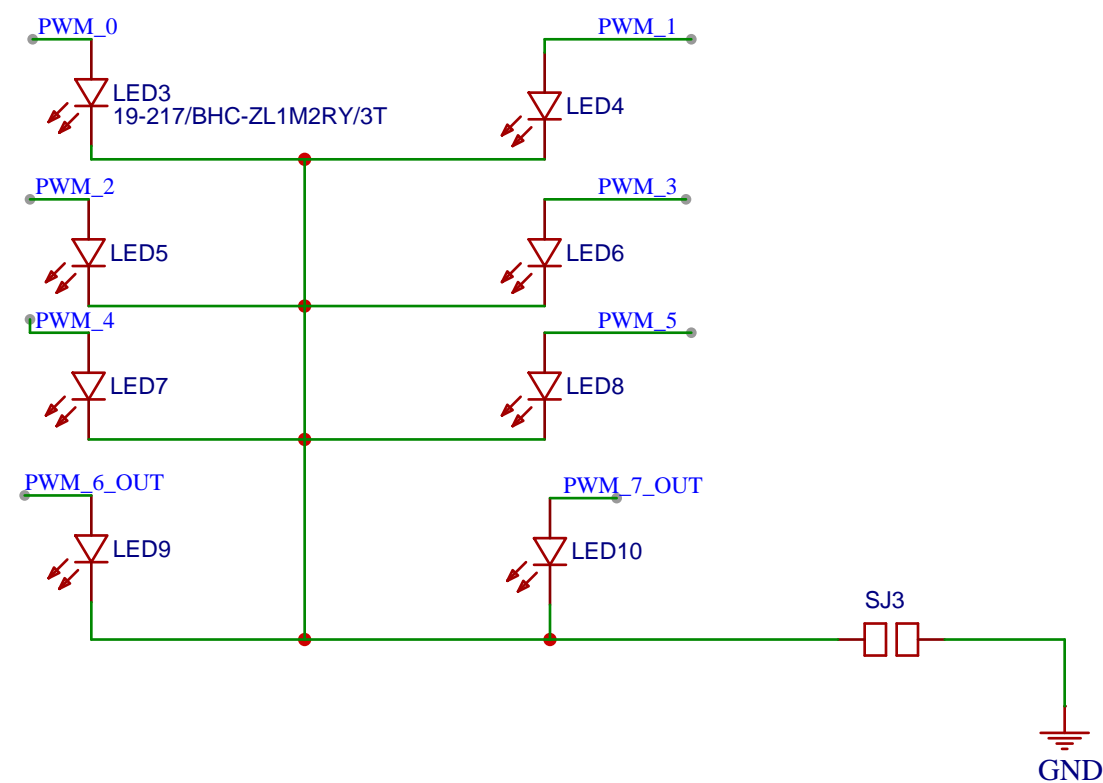 PWM_0
PWM_1
LED3
19-217/BHC-ZL1M2RY/3T
LED4
PWM_2
PWM_3
LED5
LED6
PWM_4
PWM_5
LED7
LED8
PWM_6_OUT
PWM_7_OUT
LED9
LED10
SJ3
GND